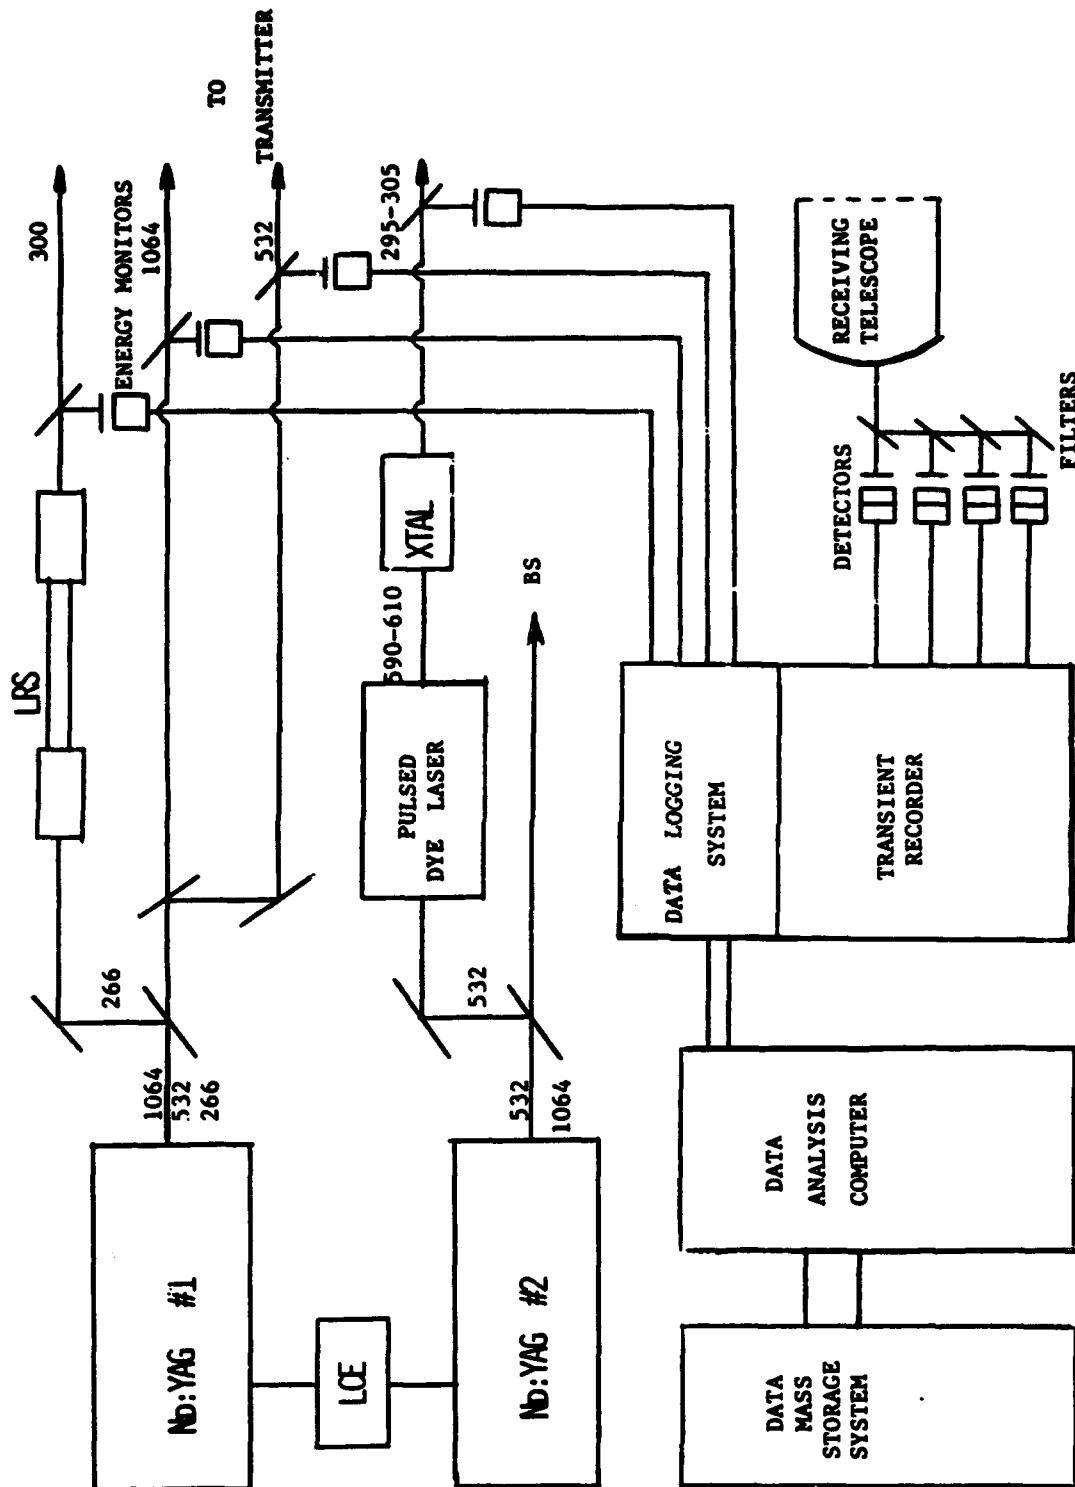 300
ENERGY MONITORS
1064
TO
TRANSMITTER
532
295-305
LRS
266
1064
532
266
Nᴅ:YAG #1
LCE
XTAL
590-610
PULSED
DYE LASER
BS
532
532
1064
Nᴅ:YAG #2
RECEIVING
TELESCOPE
FILTERS
DETECTORS
DATA LOGGING
SYSTEM
TRANSIENT
RECORDER
DATA
ANALYSIS
COMPUTER
DATA
MASS
STORAGE
SYSTEM